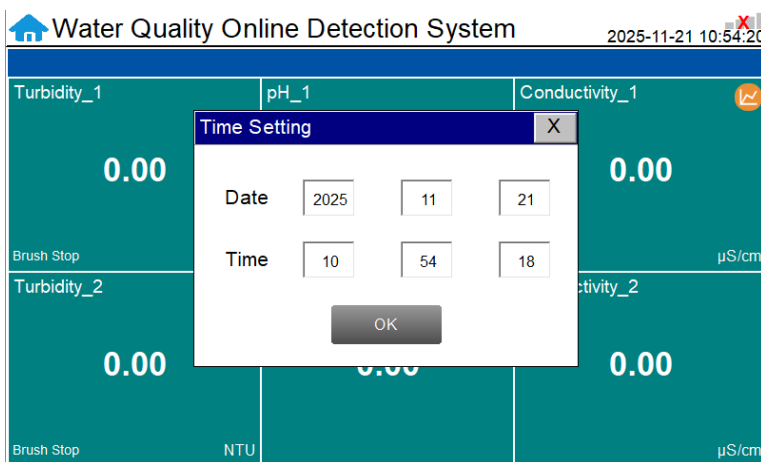 Water Quality Online Detection System
2025-11-21 10:54:20
Turbidity_1
pH_1
Conductivity_1
Time Setting
X
0.00
0.00
Date
2025
11
21
Time
10
54
18
Brush Stop
µS/cm
Turbidity_2
OK
0.00
0.00
Brush Stop
NTU
µS/cm